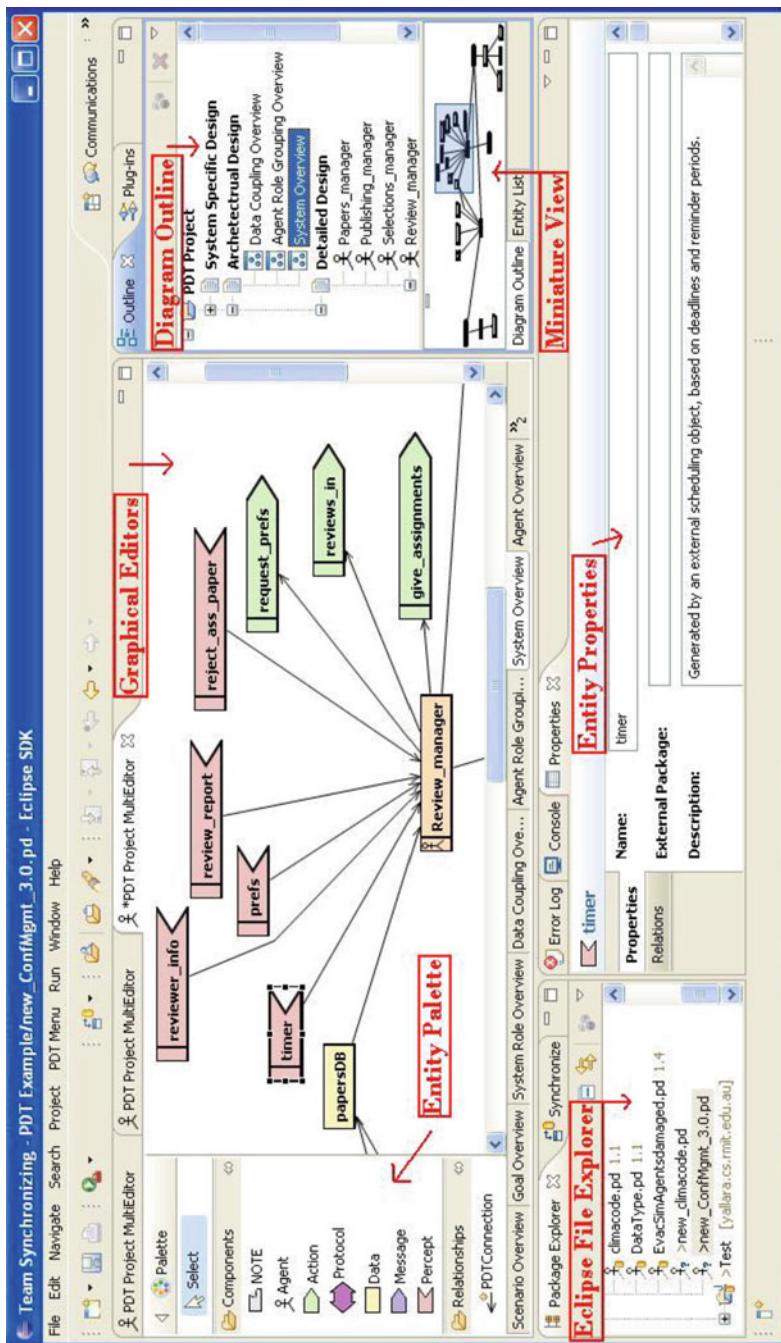 Team Synchronizing - PDT Example/new_ConfMgmt_3.0.pd - Eclipse SDK
File Edit Navigate Search Project PDT Menu Run Window Help
Communications
PDT Project MultiEditor
PDT Project MultiEditor
*PDT Project MultiEditor
Graphical Editors
Palette
Select
Components
NOTE
Agent
Action
Protocol
Data
Message
Percept
Relationships
PDTConnection
Entity Palette
reviewer_info
review_report
reject_ass_paper
prefs
request_prefs
timer
reviews_in
papersDB
Review_manager
give_assignments
Scenario Overview
Goal Overview
System Role Overview
Data Coupling Ove...
Agent Role Groupi...
System Overview
Agent Overview
2
Outline
Plug-ins
Diagram Outline
PDT Project
System Specific Design
Archetectrual Design
Data Coupling Overview
Agent Role Grouping Overview
System Overview
Detailed Design
Papers_manager
Publishing_manager
Selections_manager
Review_manager
Diagram Outline
Entity List
Miniature View
Package Explorer
Synchronize
Eclipse File Explorer
climacode.pd 1.1
DataType.pd 1.1
EvacSimAgentsdamaged.pd 1.4
>new_climacode.pd
>new_ConfMgmt_3.0.pd
>Test [yallara.cs.rmit.edu.au]
Error Log
Console
Properties
timer
Entity Properties
Properties
Relations
Name:
timer
External Package:
Description:
Generated by an external scheduling object, based on deadlines and reminder periods.